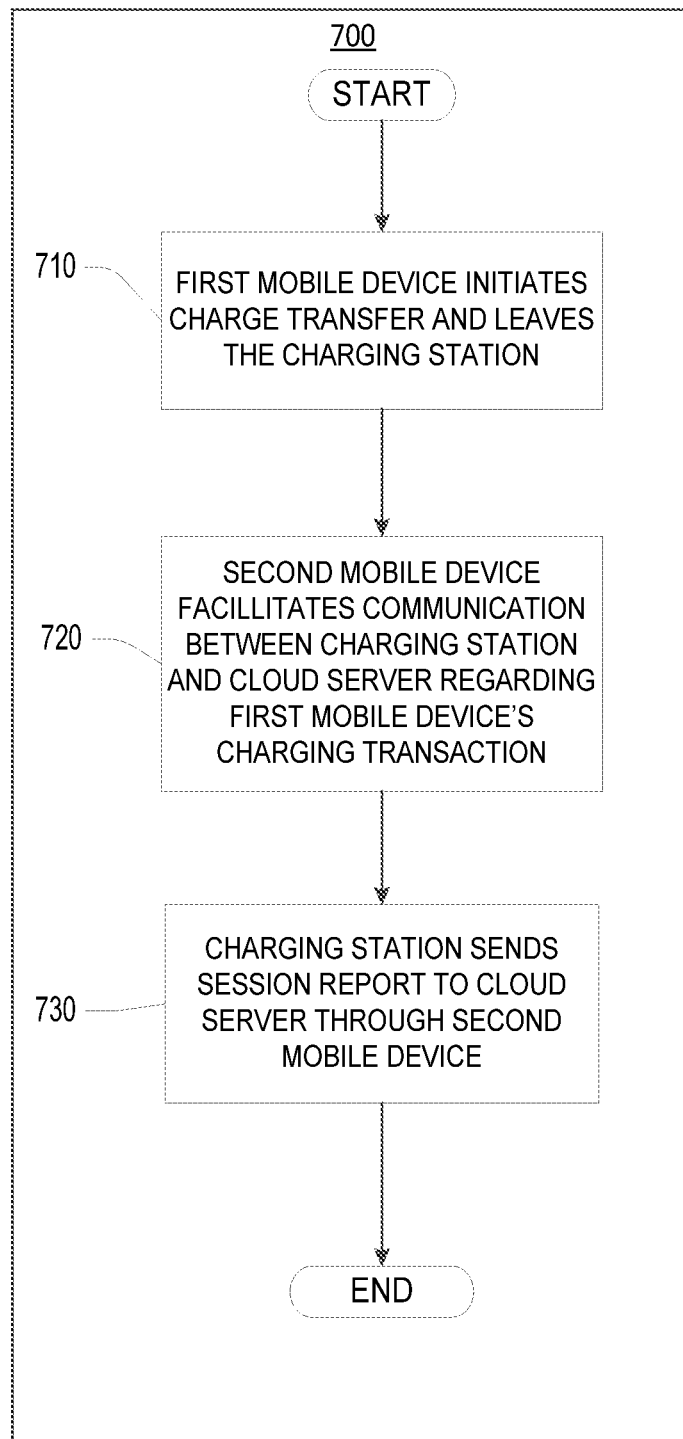 700
START
710
FIRST MOBILE DEVICE INITIATES
CHARGE TRANSFER AND LEAVES
THE CHARGING STATION
720
SECOND MOBILE DEVICE
FACILLITATES COMMUNICATION
BETWEEN CHARGING STATION
AND CLOUD SERVER REGARDING
FIRST MOBILE DEVICE’S
CHARGING TRANSACTION
730
CHARGING STATION SENDS
SESSION REPORT TO CLOUD
SERVER THROUGH SECOND
MOBILE DEVICE
END